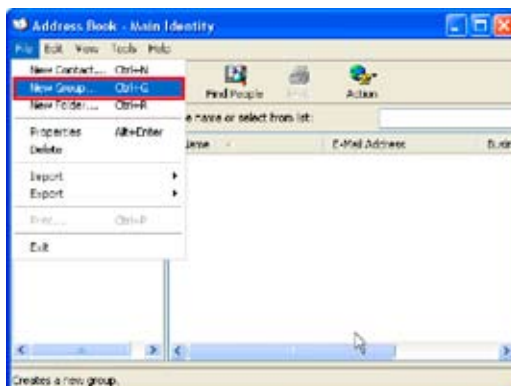 Address Book - Main Identity
File Edit View Tools Help
New Contact... Ctrl+N
New Group... Ctrl+G
New Folder... Ctrl+R
Properties Alt+Enter
Delete
Import
Export
Print... Ctrl+P
Exit
Find People Print Action
e name or select from list:
Name E-Mail Address Busin
Creates a new group.